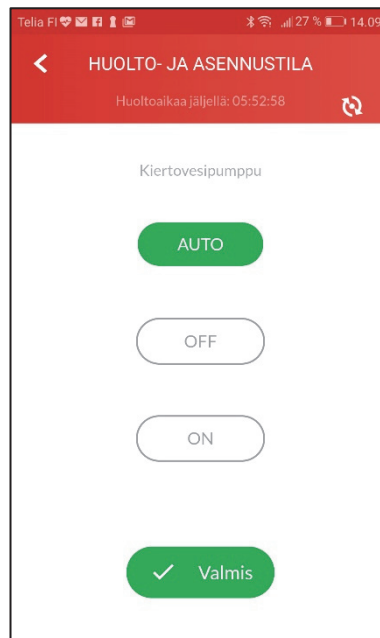 Telia FI 27 % 14.09
HUOLTO- JA ASENNUSTILA
Huoltoaikaa jäljellä: 05:52:58
Kiertovesipumppu
AUTO
OFF
ON
Valmis